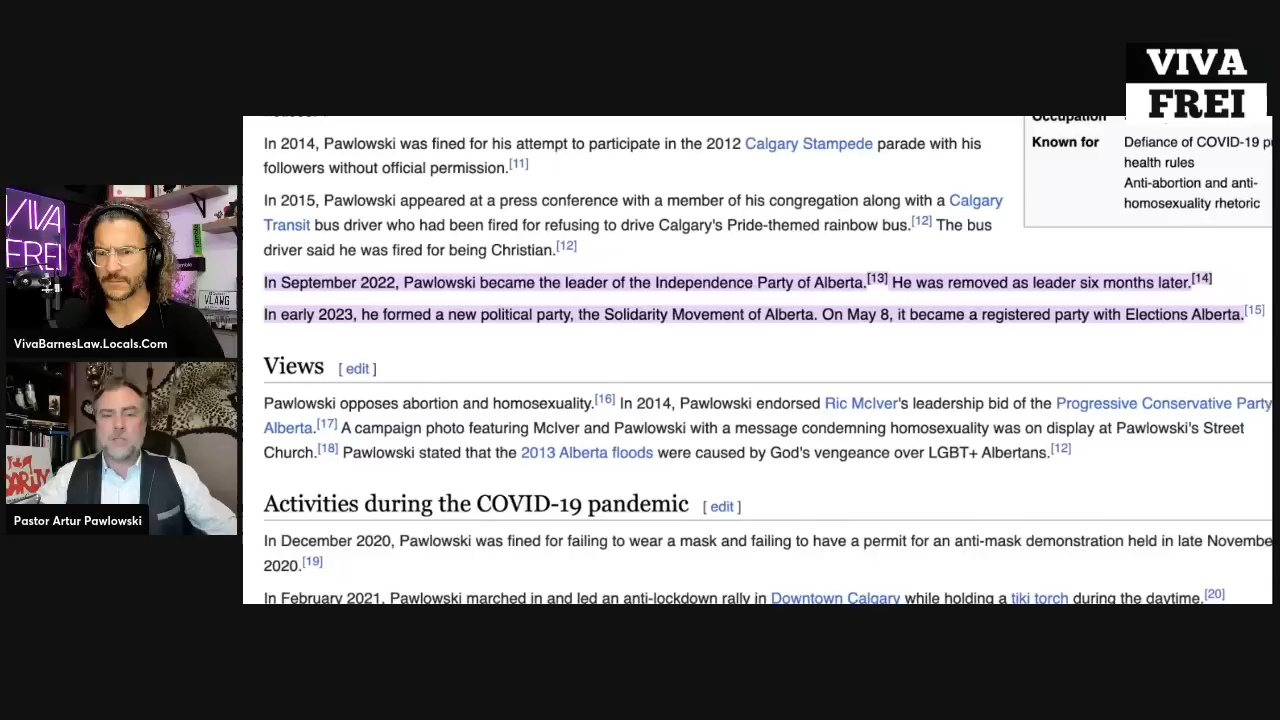 VIVA
FREI
Occupation
Known for
Defiance of COVID-19 p
health rules
Anti-abortion and anti-
homosexuality rhetoric
In 2014, Pawlowski was fined for his attempt to participate in the 2012 Calgary Stampede parade with his
followers without official permission.[11]
In 2015, Pawlowski appeared at a press conference with a member of his congregation along with a Calgary
Transit bus driver who had been fired for refusing to drive Calgary's Pride-themed rainbow bus.[12] The bus
driver said he was fired for being Christian.[12]
In September 2022, Pawlowski became the leader of the Independence Party of Alberta.[13] He was removed as leader six months later.[14]
In early 2023, he formed a new political party, the Solidarity Movement of Alberta. On May 8, it became a registered party with Elections Alberta.[15]
Views [ edit ]
Pawlowski opposes abortion and homosexuality.[16] In 2014, Pawlowski endorsed Ric McIver's leadership bid of the Progressive Conservative Party
Alberta.[17] A campaign photo featuring McIver and Pawlowski with a message condemning homosexuality was on display at Pawlowski's Street
Church.[18] Pawlowski stated that the 2013 Alberta floods were caused by God's vengeance over LGBT+ Albertans.[12]
Activities during the COVID-19 pandemic [ edit ]
In December 2020, Pawlowski was fined for failing to wear a mask and failing to have a permit for an anti-mask demonstration held in late Novembe
2020.[19]
In February 2021, Pawlowski marched in and led an anti-lockdown rally in Downtown Calgary while holding a tiki torch during the daytime.[20]
VIVA
FREI
rumble
VLAWG
VivaBarnesLaw.Locals.Com
DARITY
Pastor Artur Pawlowski